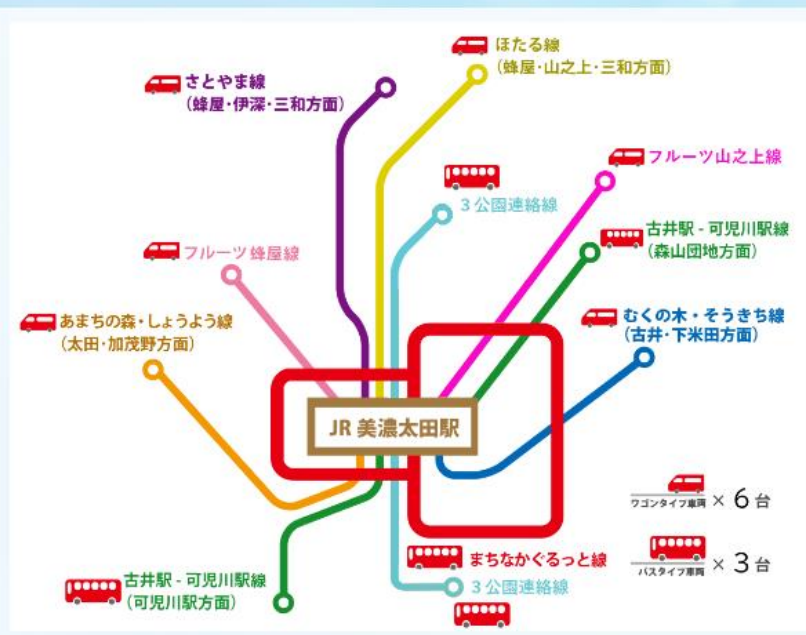 ほたる線
(蜂屋・山之上・三和方面)
さとやま線
(蜂屋・伊深・三和方面)
フルーツ山之上線
3公園連絡線
古井駅-可児川駅線
(森山団地方面)
フルーツ蜂屋線
あまちの森・しょうよう線
(太田・加茂野方面)
むくの木・そうきち線
(古井・下米田方面)
JR 美濃太田駅
ワゴンタイプ車両 × 6 台
まちなかぐるっと線
バスタイプ車両 × 3 台
古井駅-可児川駅線
(可児川駅方面)
3公園連絡線